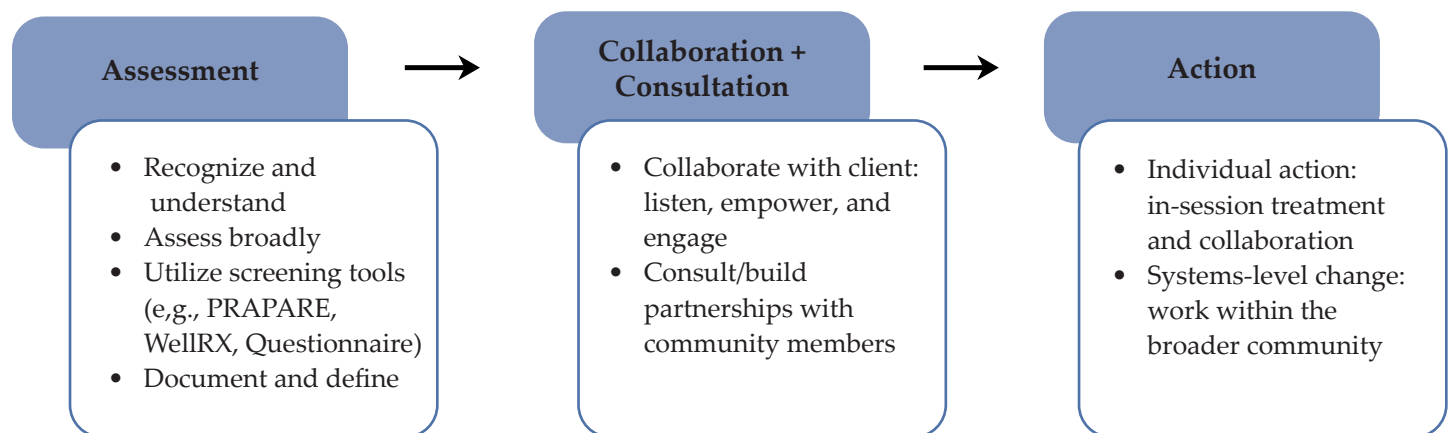 Assessment
• Recognize and
understand
• Assess broadly
• Utilize screening tools
(e,g., PRAPARE,
WellRX, Questionnaire)
• Document and define
Collaboration +
Consultation
• Collaborate with client:
listen, empower, and
engage
• Consult/build
partnerships with
community members
Action
• Individual action:
in-session treatment
and collaboration
• Systems-level change:
work within the
broader community